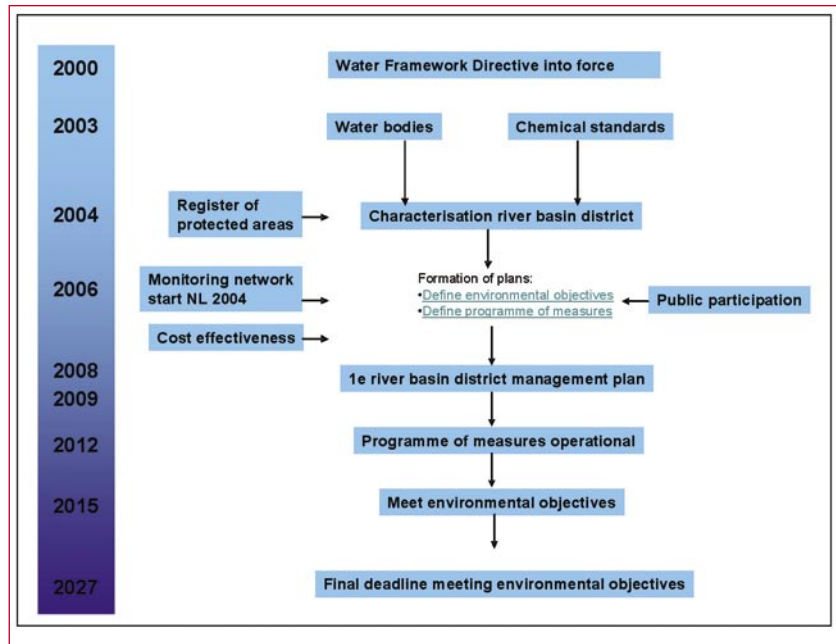 2000
Water Framework Directive into force
2003
Water bodies
Chemical standards
2004
Register of
protected areas
Characterisation river basin district
2006
Monitoring network
start NL 2004
Formation of plans:
•Define environmental objectives
•Define programme of measures
Public participation
Cost effectiveness
2008
1e river basin district management plan
2009
2012
Programme of measures operational
2015
Meet environmental objectives
2027
Final deadline meeting environmental objectives